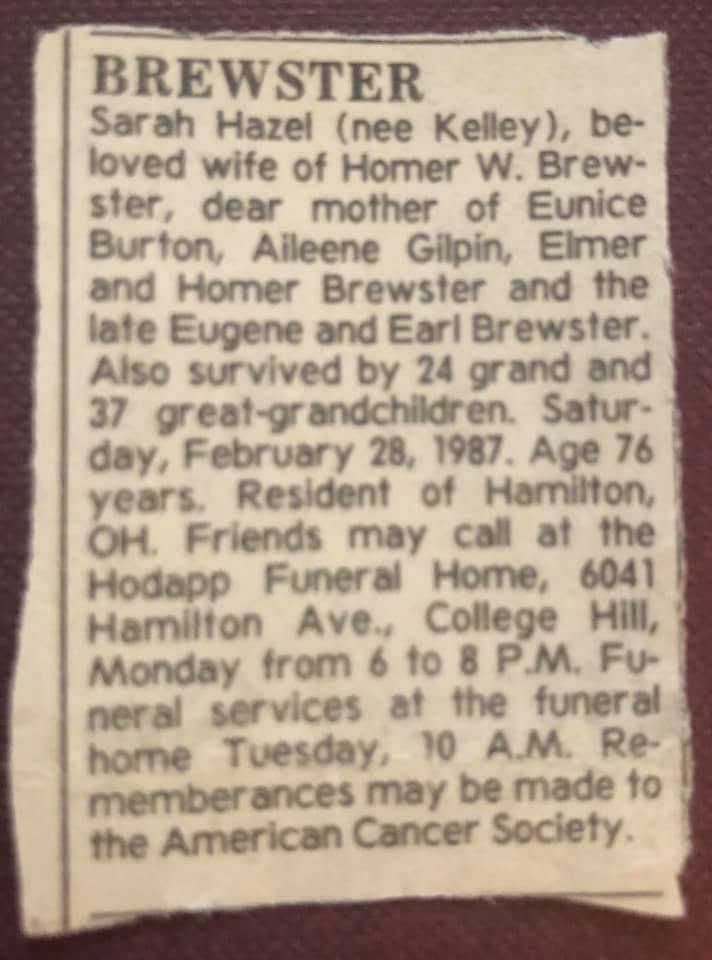 BREWSTER
Sarah Hazel (nee Kelley), be-
loved wife of Homer W. Brew-
ster, dear mother of Eunice
Burton, Aileene Gilpin, Elmer
and Homer Brewster and the
late Eugene and Earl Brewster.
Also survived by 24 grand and
37 great-grandchildren. Satur-
day, February 28, 1987. Age 76
years. Resident of Hamilton,
OH. Friends may call at the
Hodapp Funeral Home, 6041
Hamilton Ave., College Hill,
Monday from 6 to 8 P.M. Fu-
neral services at the funeral
home Tuesday, 10 A.M. Re-
memberances may be made to
the American Cancer Society.